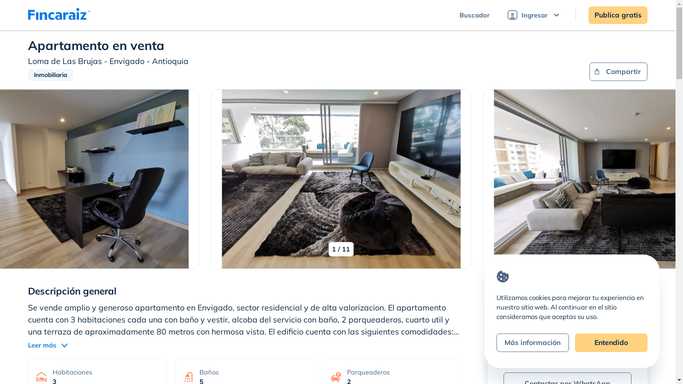 Fincaraiz
Buscador
Ingresar
Publica gratis
Apartamento en venta
Loma de Las Brujas - Envigado - Antioquia
Inmobiliaria
Compartir
1 / 11
Descripción general
Se vende amplio y generoso apartamento en Envigado, sector residencial y de alta valorizacion. El apartamento
cuenta con 3 habitaciones cada una con baño y vestir, alcoba del servicio con baño, 2 parqueaderos, cuarto util y
una terraza de aproximadamente 80 metros con hermosa vista. El edificio cuenta con las siguientes comodidades:...
Leer más
Habitaciones
3
Baños
5
Parqueaderos
2
Utilizamos cookies para mejorar tu experiencia en
nuestro sitio web. Al continuar en el sitio
consideramos que aceptas su uso.
Más información
Entendido
Contactar por WhatsApp